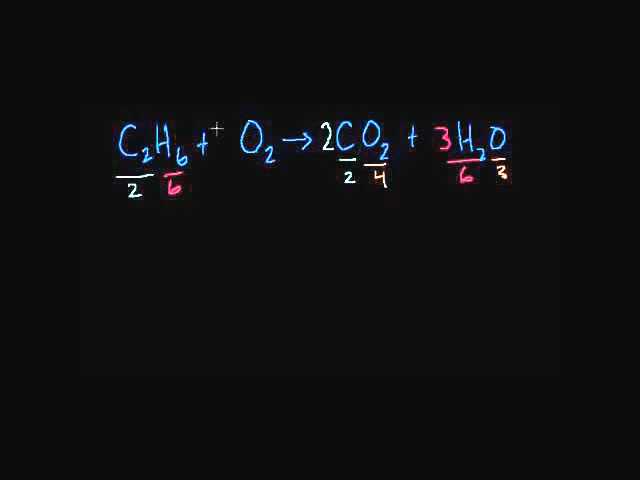 C₂H₆ + O₂ → 2CO₂ + 3H₂O
2 6 2 4 6 3